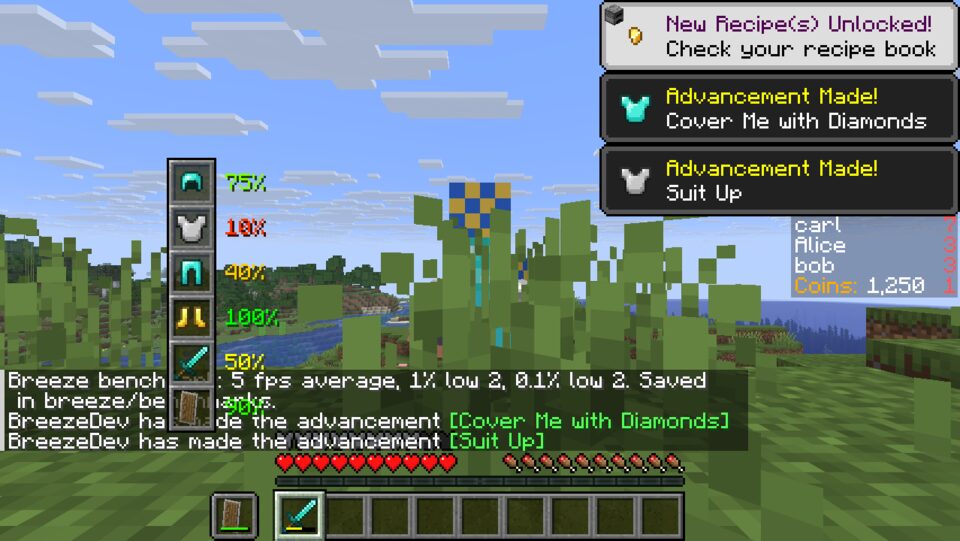 New Recipe(s) Unlocked!
Check your recipe book
Advancement Made!
Cover Me with Diamonds
Advancement Made!
Suit Up
75%
10%
40%
100%
50%
90%
carl
Alice
bob
Coins: 1,250 1
Breeze bench : 5 fps average, 1% low 2, 0.1% low 2. Saved
in breeze/be rks.
BreezeDev ha de the advancement [Cover Me with Diamonds]
BreezeDev has made the advancement [Suit Up]